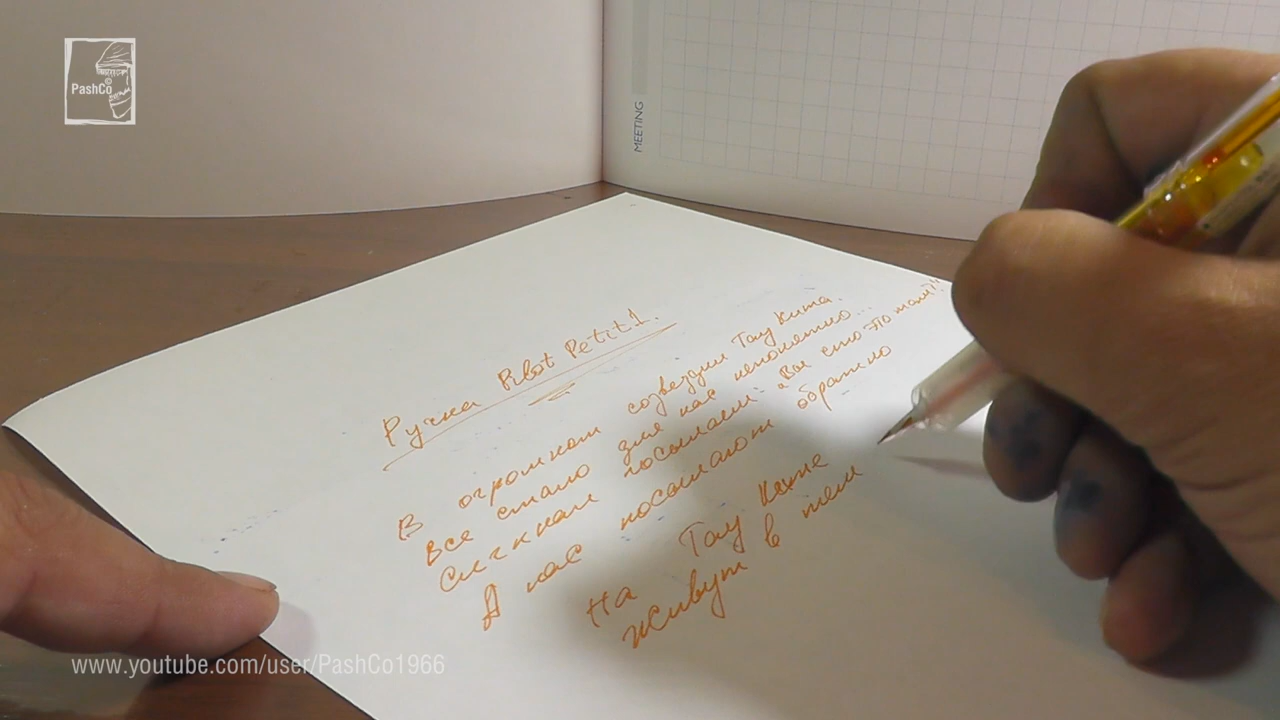 PashCo
MEETING
Ручка Pilot Petit1.
В огромном созвездии Тау Кита
Все стало для нас непонятно...
Сигнал посылаем: "Вы что это там?"
А нас посылают обратно
На Тау Ките
Живут в тем
www.youtube.com/user/PashCo1966